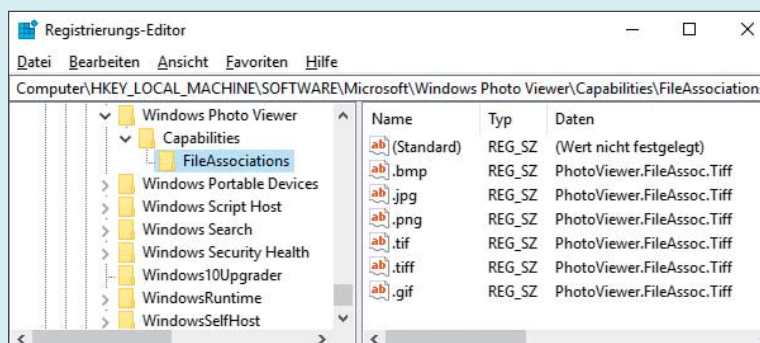 Registrierungs-Editor
Datei Bearbeiten Ansicht Favoriten Hilfe
Computer\HKEY_LOCAL_MACHINE\SOFTWARE\Microsoft\Windows Photo Viewer\Capabilities\FileAssociations
Windows Photo Viewer
Capabilities
FileAssociations
Windows Portable Devices
Windows Script Host
Windows Search
Windows Security Health
Windows10Upgrader
WindowsRuntime
WindowsSelfHost
Name Typ Daten
(Standard) REG_SZ (Wert nicht festgelegt)
.bmp REG_SZ PhotoViewer.FileAssoc.Tiff
.jpg REG_SZ PhotoViewer.FileAssoc.Tiff
.png REG_SZ PhotoViewer.FileAssoc.Tiff
.tif REG_SZ PhotoViewer.FileAssoc.Tiff
.tiff REG_SZ PhotoViewer.FileAssoc.Tiff
.gif REG_SZ PhotoViewer.FileAssoc.Tiff